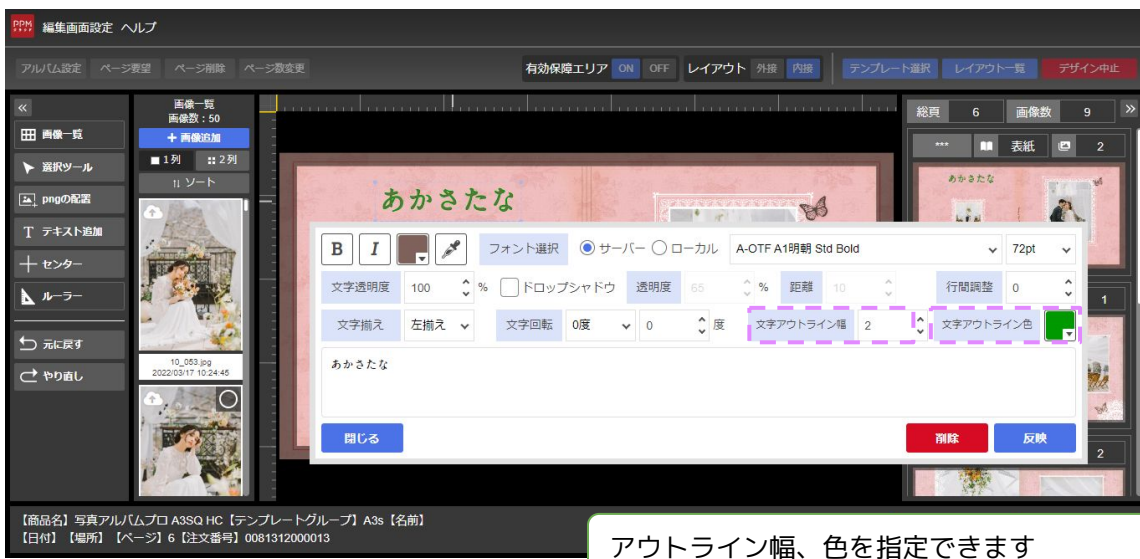 PPM 編集画面設定 ヘルプ
アルバム設定 ページ要望 ページ削除 ページ数変更 有効保障エリア ON OFF レイアウト 外接 内接 テンプレート選択 レイアウト一覧 デザイン中止
«
画像一覧
選択ツール
pngの配置
T テキスト追加
センター
ルーラー
元に戻す
やり直し
画像一覧
画像数：50
+ 画像追加
1列 2列
↑↓ ソート
10_053.jpg
2022/03/17 10:24:46
あかさたな
B I フォント選択 サーバー ローカル A-OTF A1明朝 Std Bold 72pt
文字透明度 100 % ドロップシャドウ 透明度 65 % 距離 10 行間調整 0
文字揃え 左揃え 文字回転 0度 0 度 文字アウトライン幅 2 文字アウトライン色
あかさたな
閉じる 削除 反映
総頁 6 画像数 9 »
*** 表紙 2
あかさたな
1
2
【商品名】写真アルバムプロ A3SQ HC【テンプレートグループ】A3s【名前】
【日付】【場所】【ページ】6【注文番号】0081312000013
アウトライン幅、色を指定できます